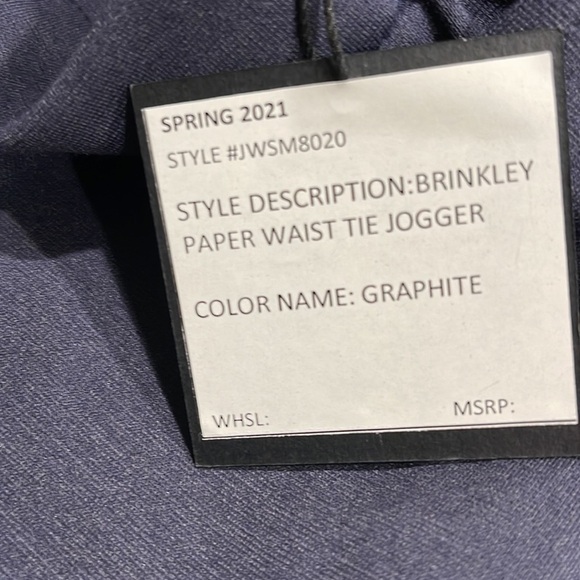 SPRING 2021
STYLE #JWSM8020
STYLE DESCRIPTION:BRINKLEY
PAPER WAIST TIE JOGGER
COLOR NAME: GRAPHITE
WHSL: MSRP: